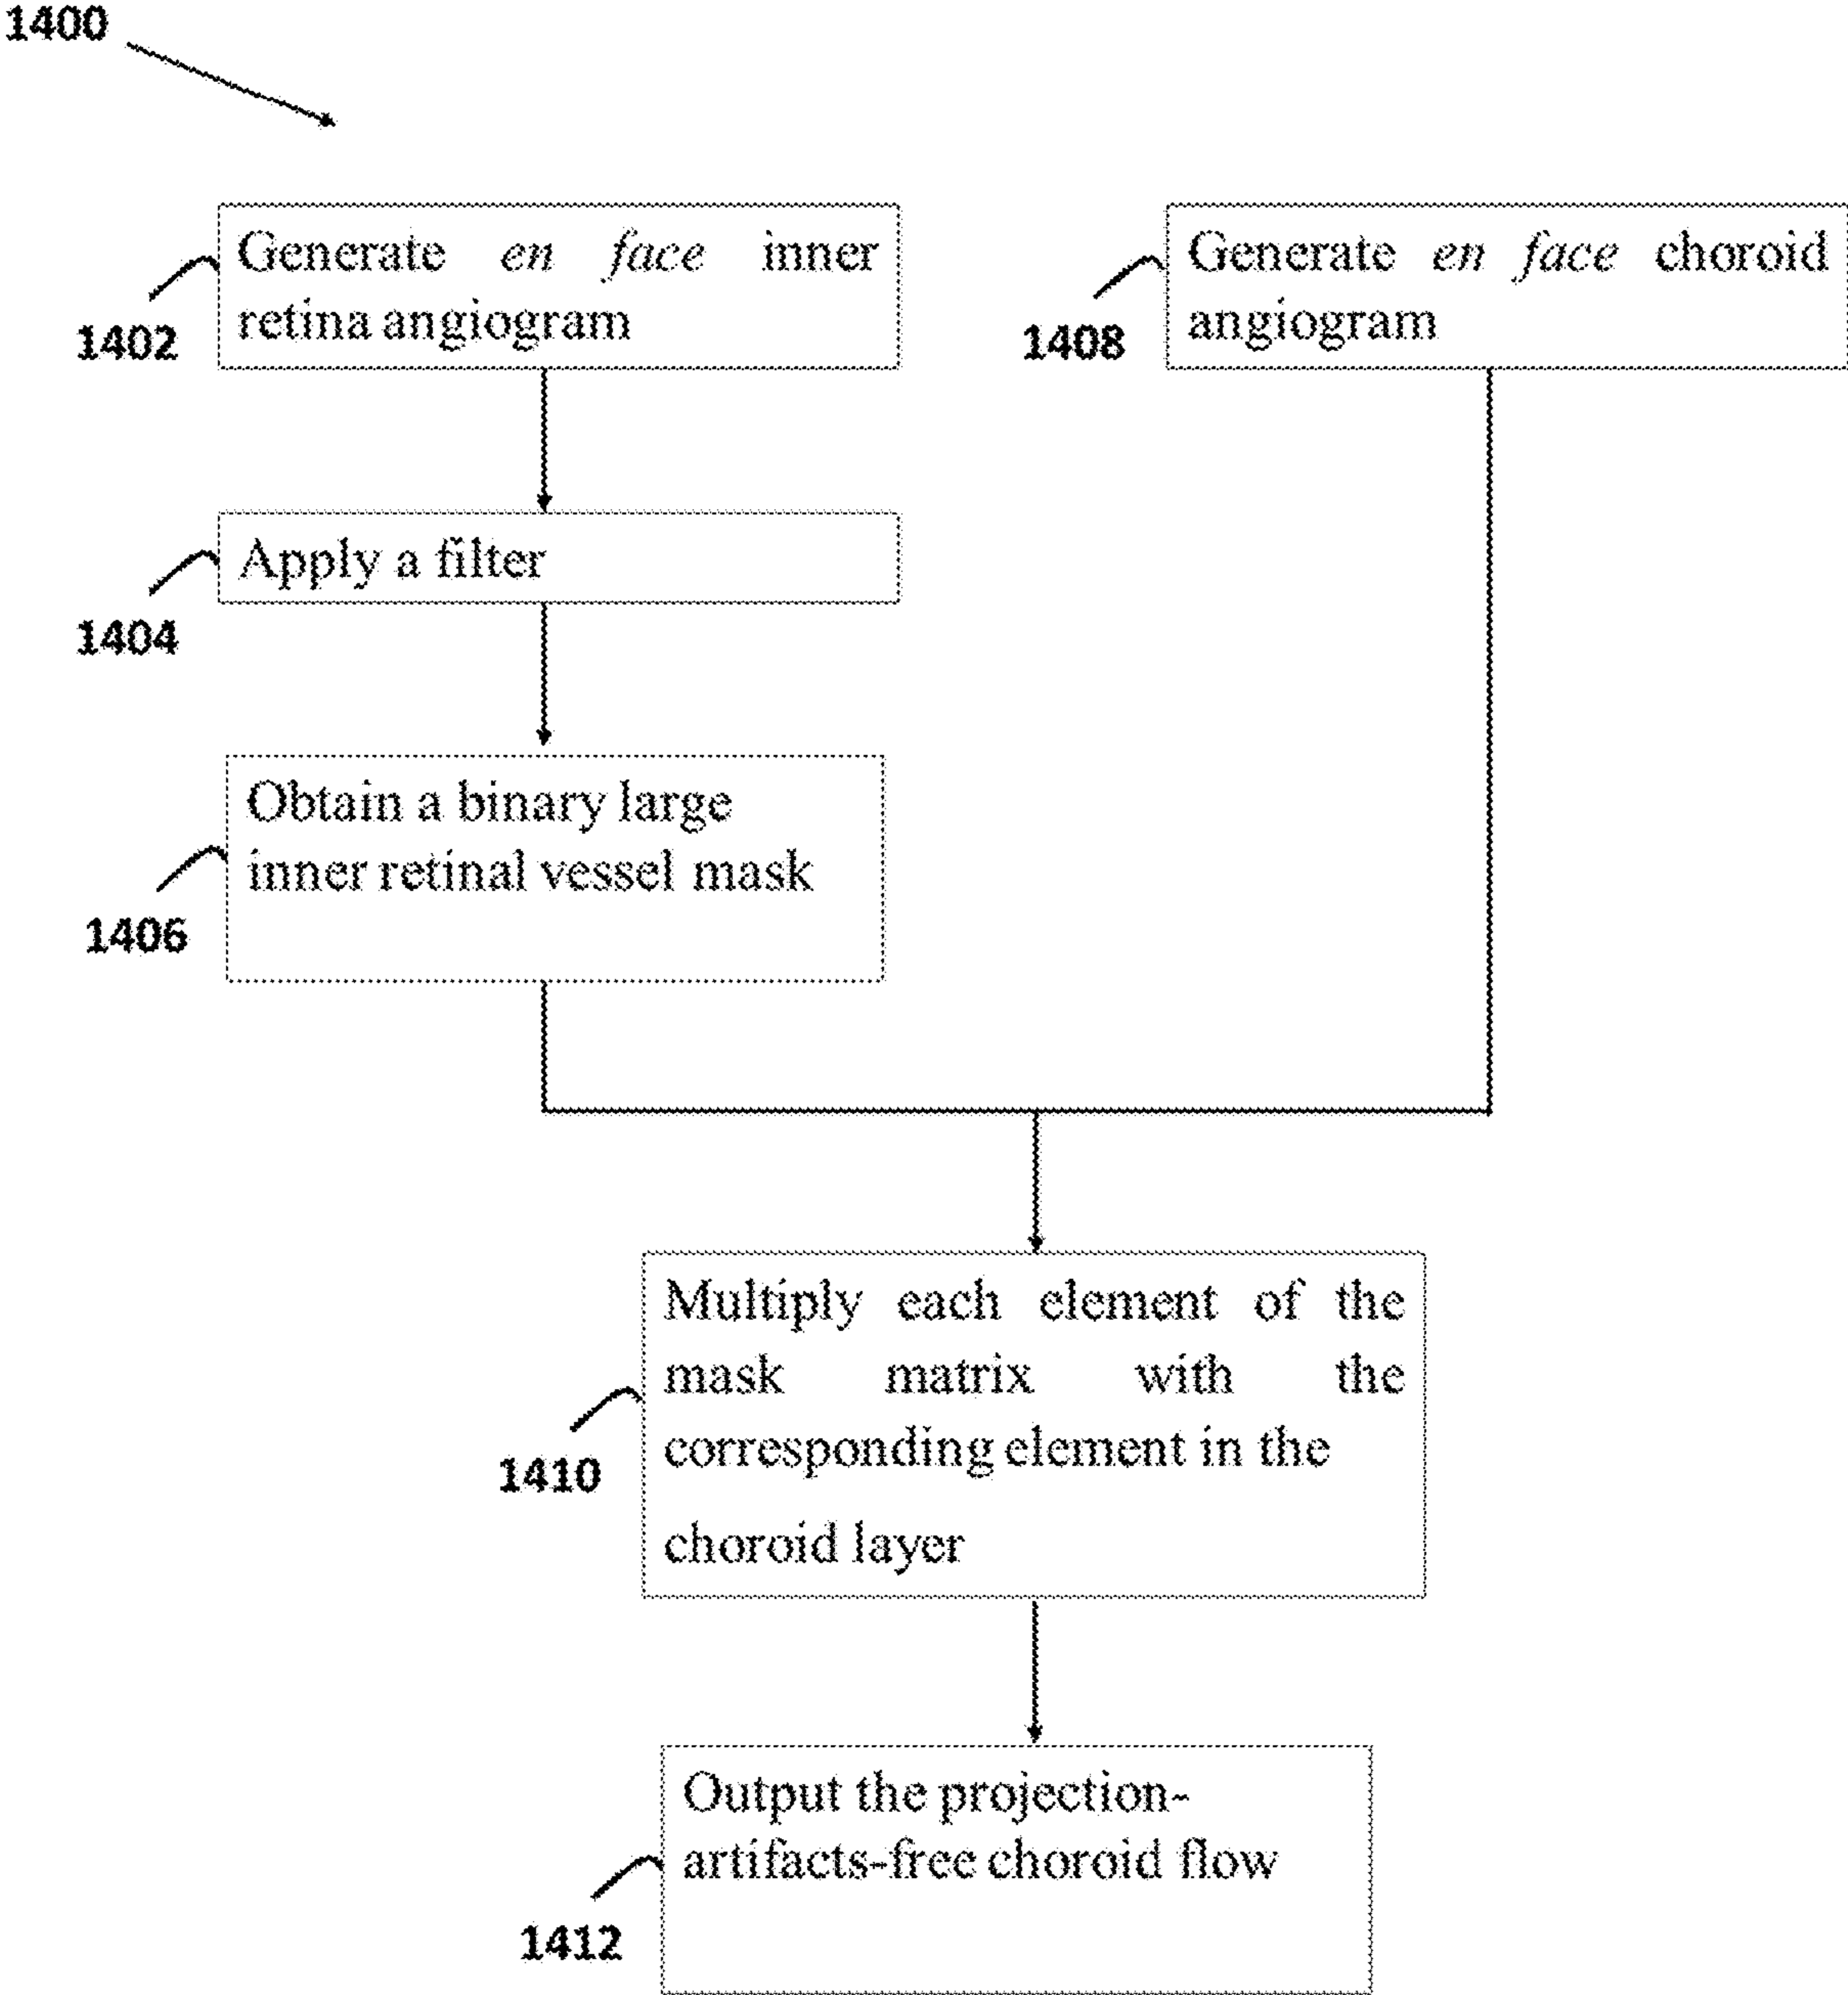 1400
Generate en face inner
retina angiogram
1402
Generate en face choroid
angiogram
1408
Apply a filter
1404
Obtain a binary large
inner retinal vessel mask
1406
Multiply each element of the
mask matrix with the
corresponding element in the
choroid layer
1410
Output the projection-
artifacts-free choroid flow
1412